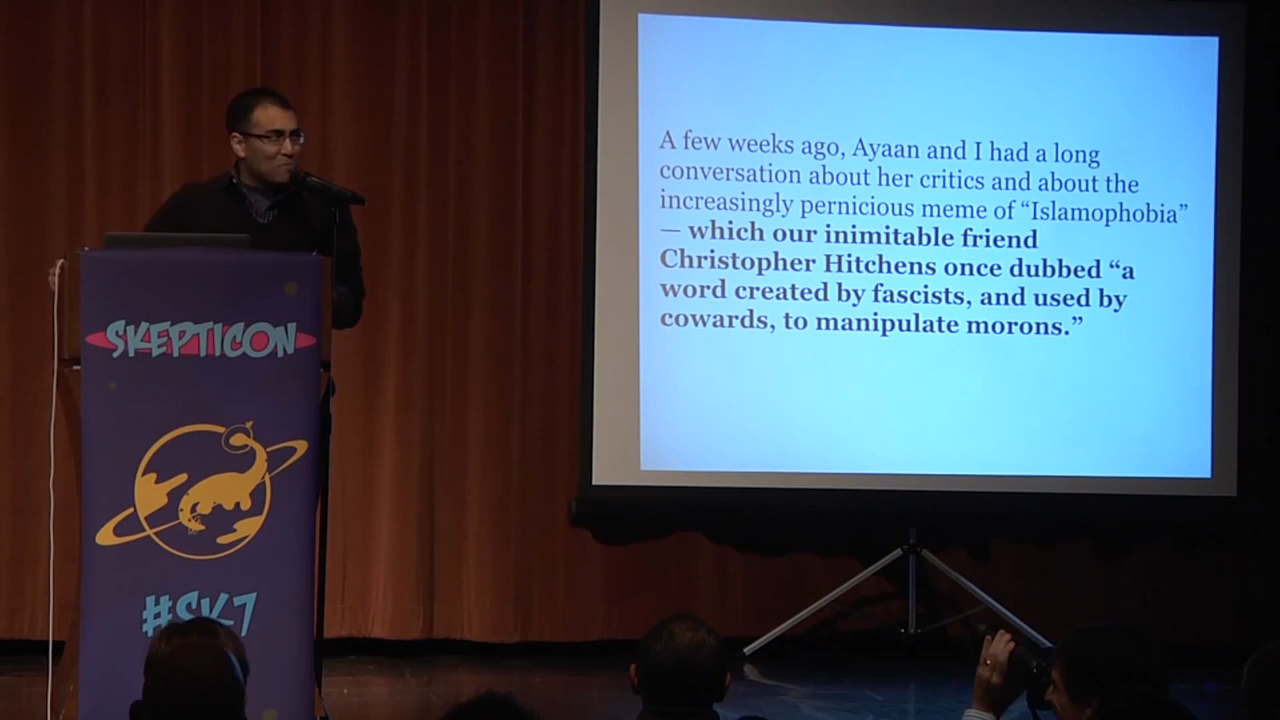 A few weeks ago, Ayaan and I had a long
conversation about her critics and about the
increasingly pernicious meme of “Islamophobia”
— which our inimitable friend
Christopher Hitchens once dubbed “a
word created by fascists, and used by
cowards, to manipulate morons.”
SKEPTICON
#SK7